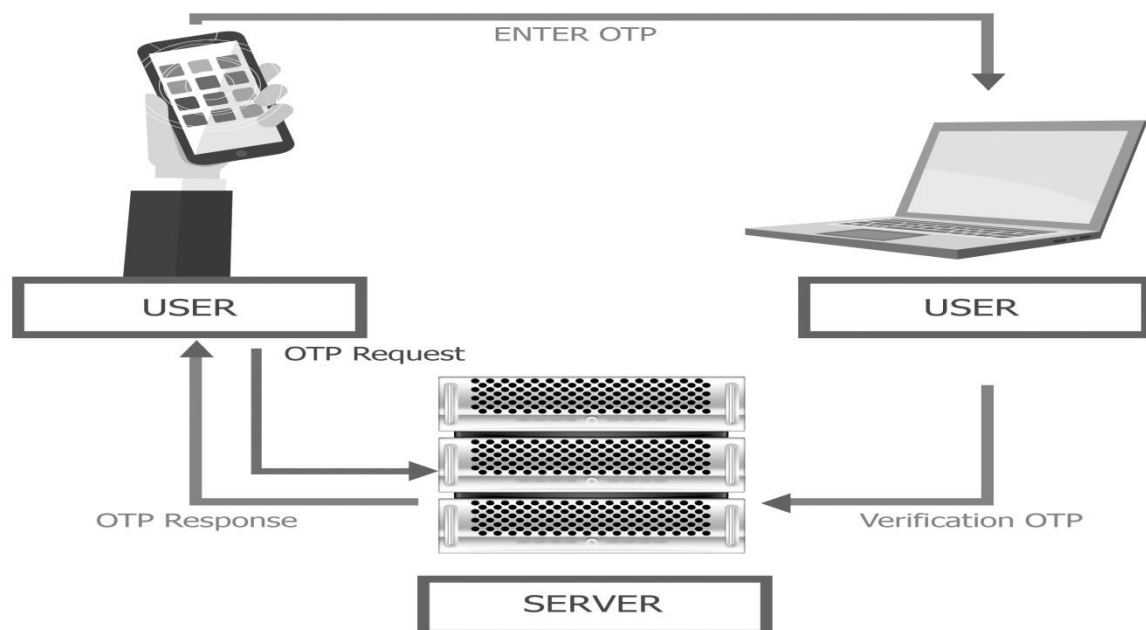 ENTER OTP
USER
USER
OTP Request
OTP Response
Verification OTP
SERVER